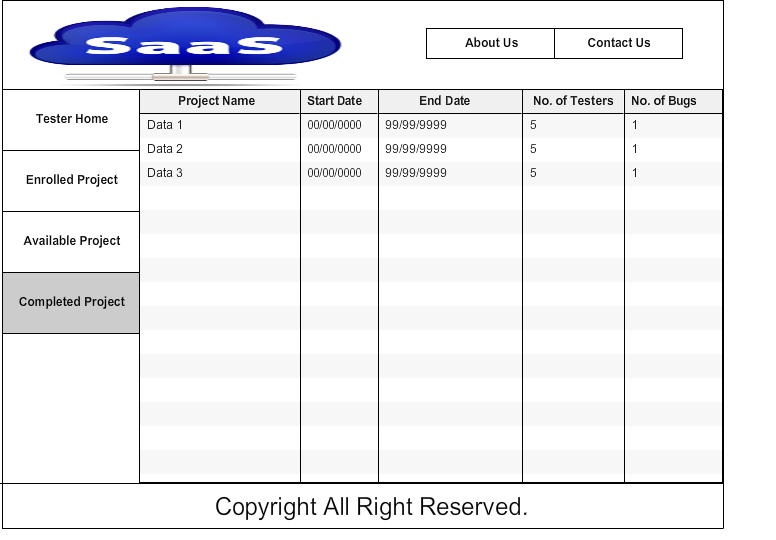 SaaS
About Us Contact Us
Tester Home
Enrolled Project
Available Project
Completed Project
Project Name Start Date End Date No. of Testers No. of Bugs
Data 1 00/00/0000 99/99/9999 5 1
Data 2 00/00/0000 99/99/9999 5 1
Data 3 00/00/0000 99/99/9999 5 1
Copyright All Right Reserved.